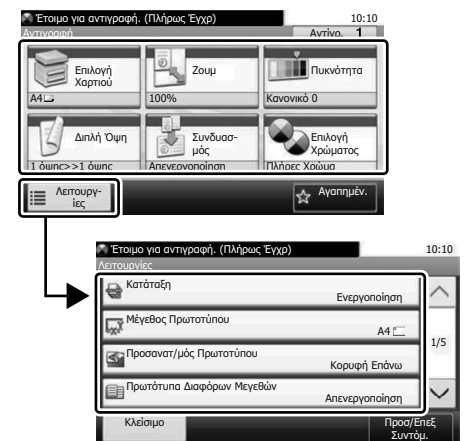 Έτοιμο για αντιγραφή. (Πλήρως Έγχρ) 10:10
Αντιγραφή Αντίγρ. 1
Επιλογή Χαρτιού
A4
Ζουμ
100%
Πυκνότητα
Κανονικό 0
Διπλή Όψη
1 όψης>>1 όψης
Συνδυασ-
μός
Απενεργοποίηση
Επιλογή Χρώματος
Πλήρες Χρώμα
Λειτουργ-
ίες
Αγαπημέν.
Έτοιμο για αντιγραφή. (Πλήρως Έγχρ) 10:10
Λειτουργίες
Κατάταξη
Ενεργοποίηση
Μέγεθος Πρωτοτύπου
A4
1/5
Προσανατ/μός Πρωτοτύπου
Κορυφή Επάνω
Πρωτότυπα Διαφόρων Μεγεθών
Απενεργοποίηση
Κλείσιμο
Προσ/Επεξ
Συντόμ.